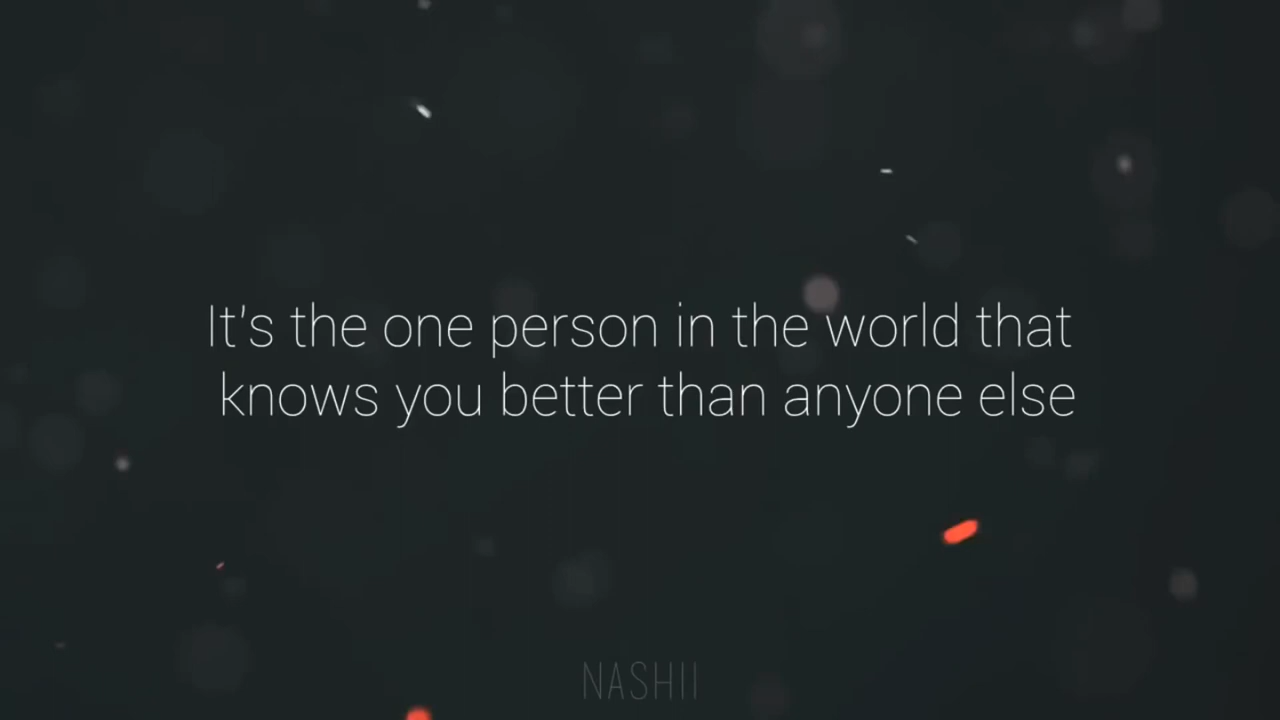 It's the one person in the world that
knows you better than anyone else
NASHII